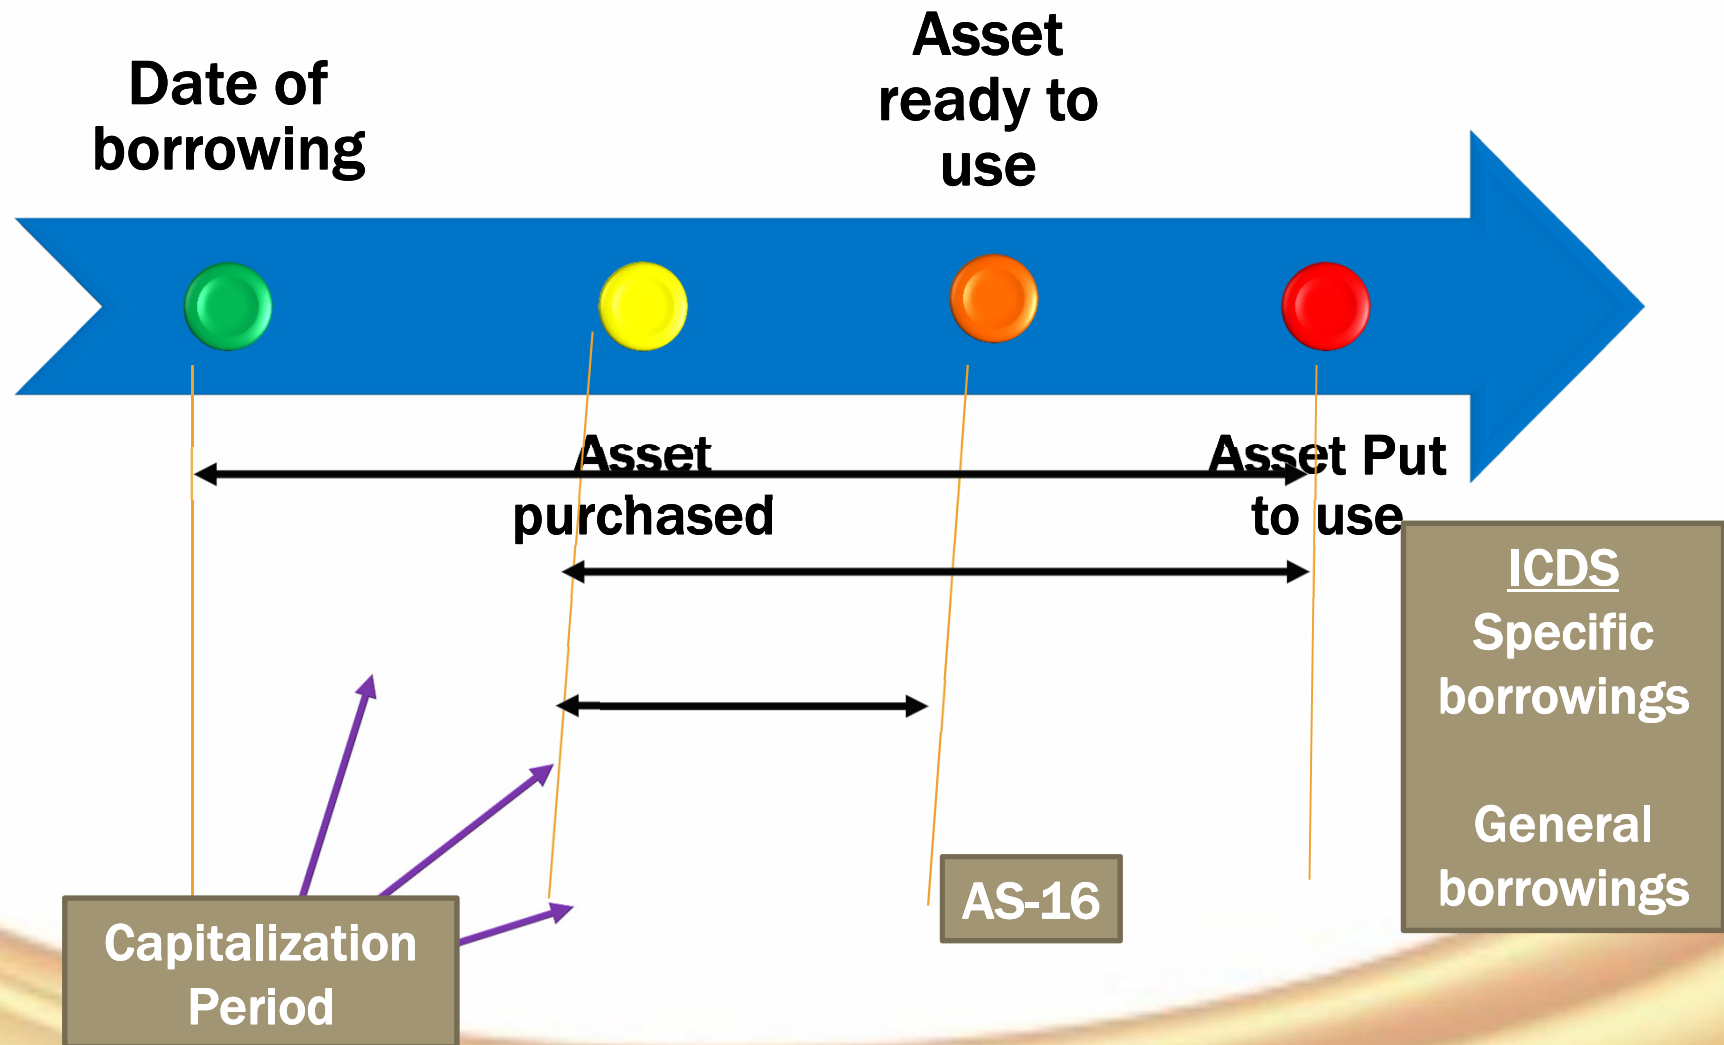 Date of
borrowing
Asset
ready to
use
Asset
purchased
Asset Put
to use
ICDS
Specific
borrowings
General
borrowings
AS-16
Capitalization
Period